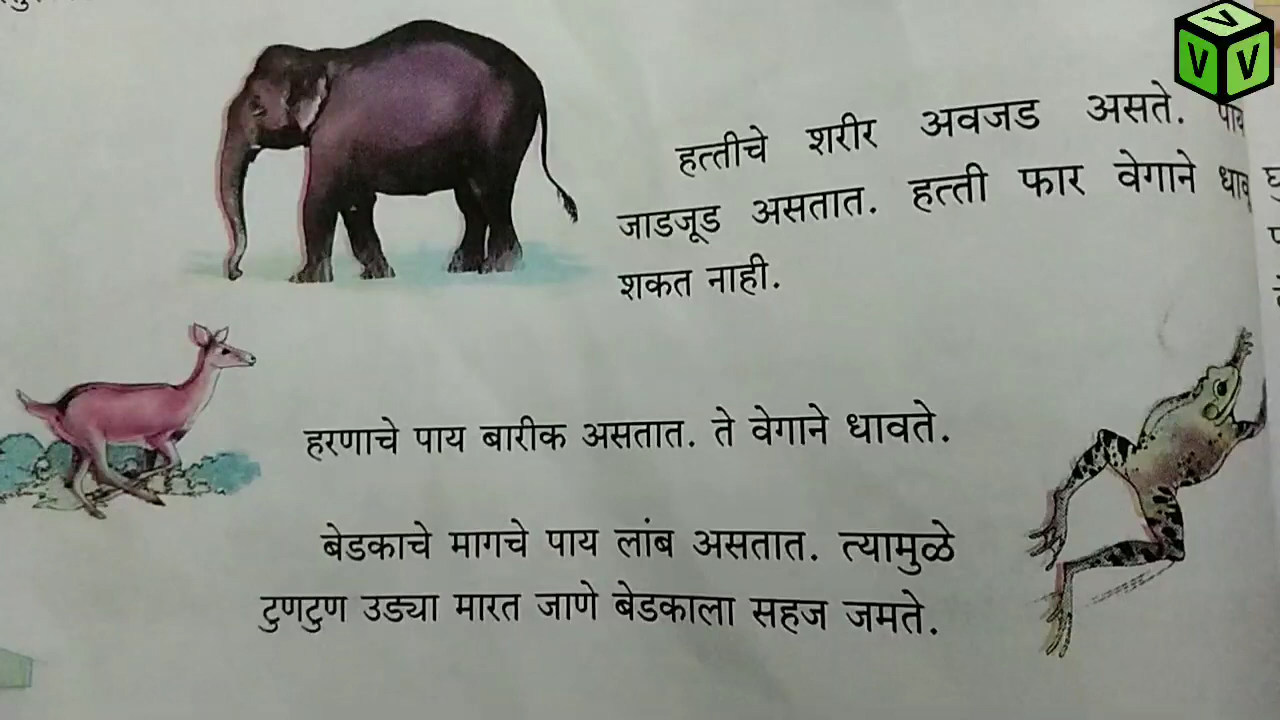 हत्तीचे शरीर अवजड असते. पाय
जाडजूड असतात. हत्ती फार वेगाने धावू
शकत नाही.
हरणाचे पाय बारीक असतात. ते वेगाने धावते.
बेडकाचे मागचे पाय लांब असतात. त्यामुळे
टुणटुण उड्या मारत जाणे बेडकाला सहज जमते.
V V V